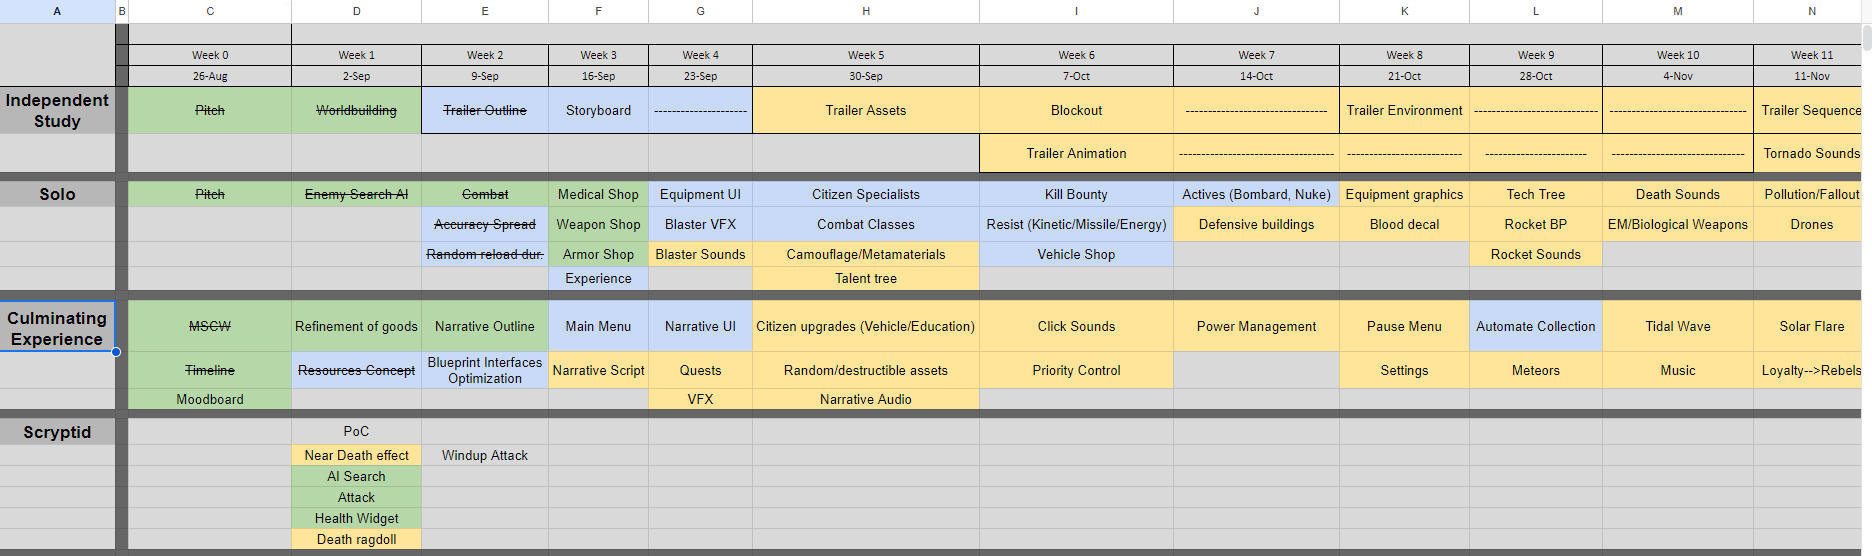 A B C D E F G H I J K L M N
Week 0 Week 1 Week 2 Week 3 Week 4 Week 5 Week 6 Week 7 Week 8 Week 9 Week 10 Week 11
26-Aug 2-Sep 9-Sep 16-Sep 23-Sep 30-Sep 7-Oct 14-Oct 21-Oct 28-Oct 4-Nov 11-Nov
Independent
Study
Pitch Worldbuilding Trailer Outline Storyboard --------------------- Trailer Assets Blockout -------------------------------- Trailer Environment ---------------------------- ------------------------------- Trailer Sequence
Trailer Animation ----------------------------------- -------------------------- ----------------------- ------------------------------ Tornado Sounds
Solo Pitch Enemy Search AI Combat Medical Shop Equipment UI Citizen Specialists Kill Bounty Actives (Bombard, Nuke) Equipment graphics Tech Tree Death Sounds Pollution/Fallout
Accuracy Spread Weapon Shop Blaster VFX Combat Classes Resist (Kinetic/Missile/Energy) Defensive buildings Blood decal Rocket BP EM/Biological Weapons Drones
Random reload dur. Armor Shop Blaster Sounds Camouflage/Metamaterials Vehicle Shop Rocket Sounds
Experience Talent tree
Culminating
Experience
MSCW Refinement of goods Narrative Outline Main Menu Narrative UI Citizen upgrades (Vehicle/Education) Click Sounds Power Management Pause Menu Automate Collection Tidal Wave Solar Flare
Timeline Resources Concept Blueprint Interfaces
Optimization Narrative Script Quests Random/destructible assets Priority Control Settings Meteors Music Loyalty-->Rebels
Moodboard VFX Narrative Audio
Scryptid PoC
Near Death effect Windup Attack
AI Search
Attack
Health Widget
Death ragdoll